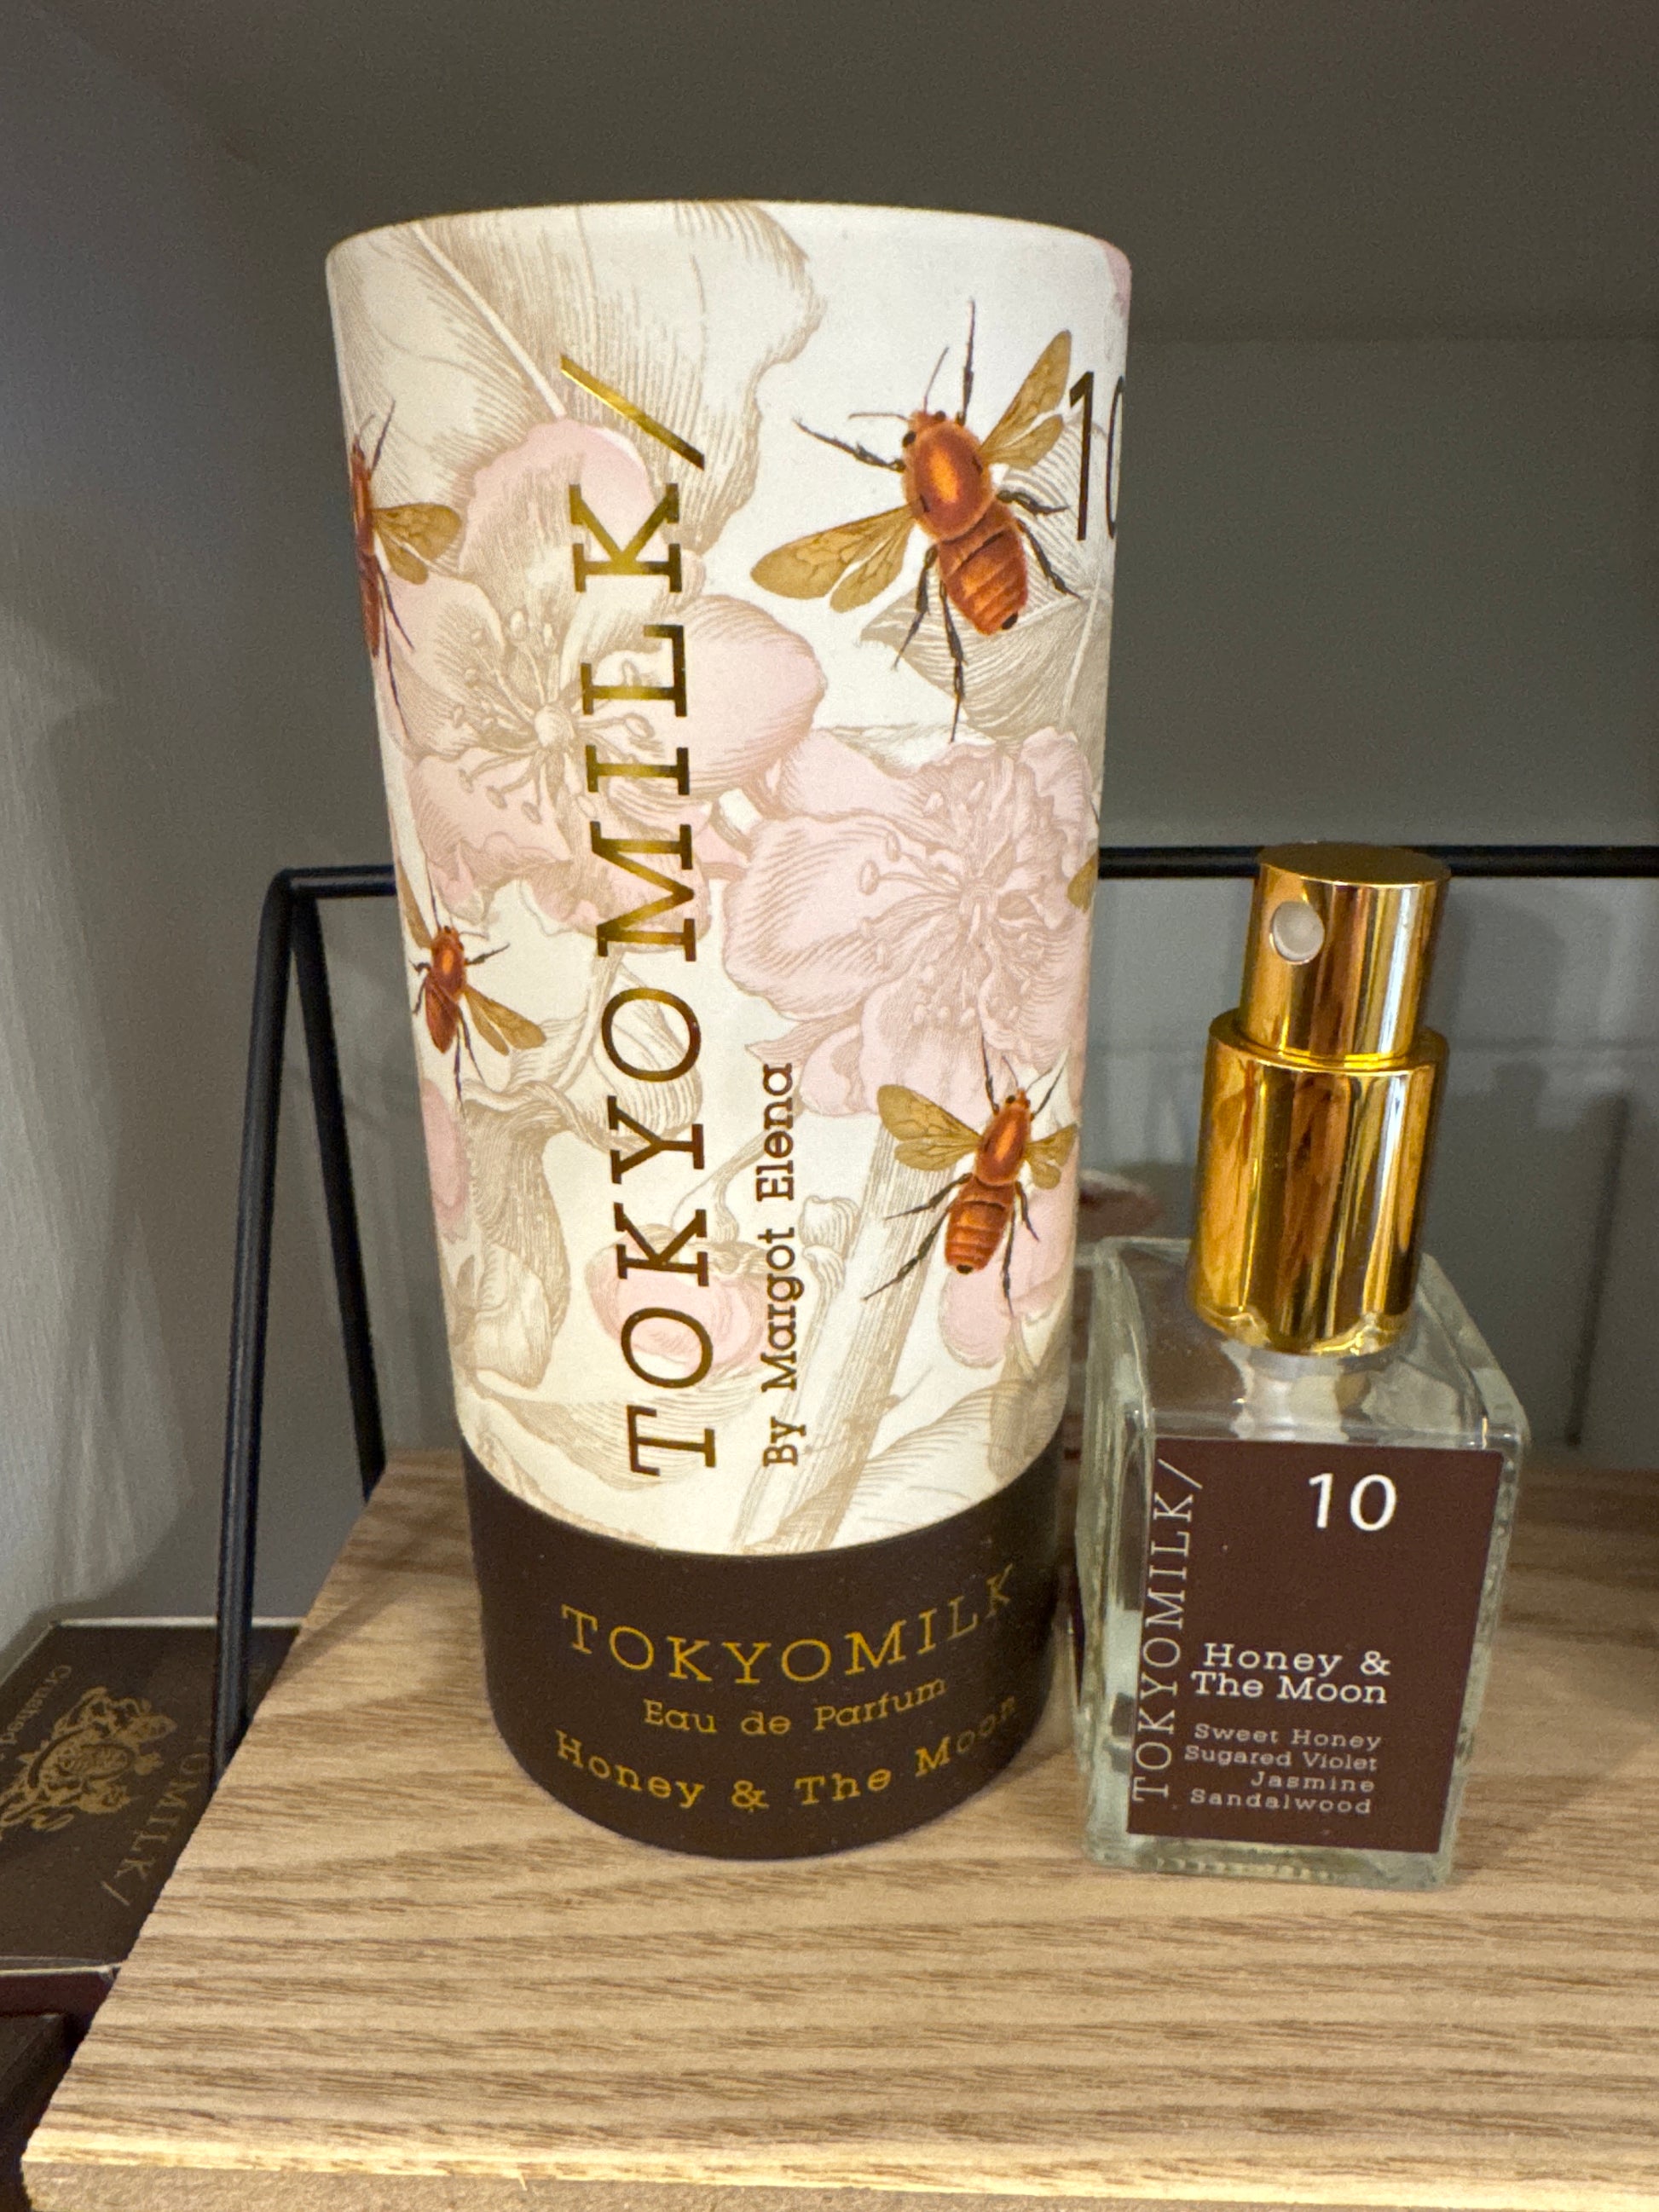 10
TOKYOMILK/
By Margot Elena
TOKYOMILK
Eau de Parfum
Honey & The Moon
TOKYOMILK/
10
Honey &
The Moon
Sweet Honey
Sugared Violet
Jasmine
Sandalwood